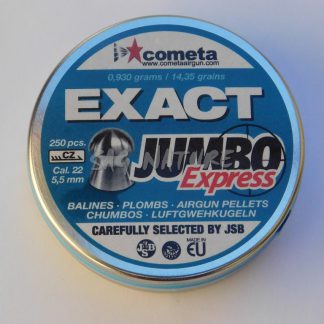 cometa
www.cometaairgun.com
0,930 grams / 14,35 grains
EXACT
250 pcs.
CZ
Cal. 22
5,5 mm
JUMBO
Express
BALINES - PLOMBS - AIRGUN PELLETS
CHUMBOS - LUFTGWEHKUGELN
CAREFULLY SELECTED BY JSB
MADE IN
EU